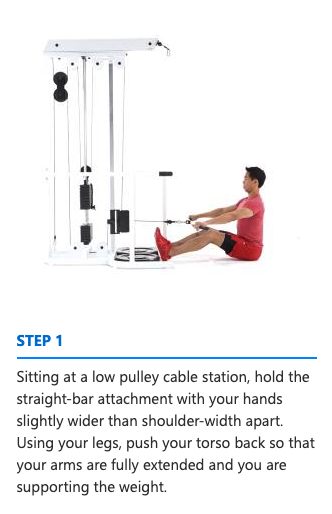 STEP 1
Sitting at a low pulley cable station, hold the
straight-bar attachment with your hands
slightly wider than shoulder-width apart.
Using your legs, push your torso back so that
your arms are fully extended and you are
supporting the weight.